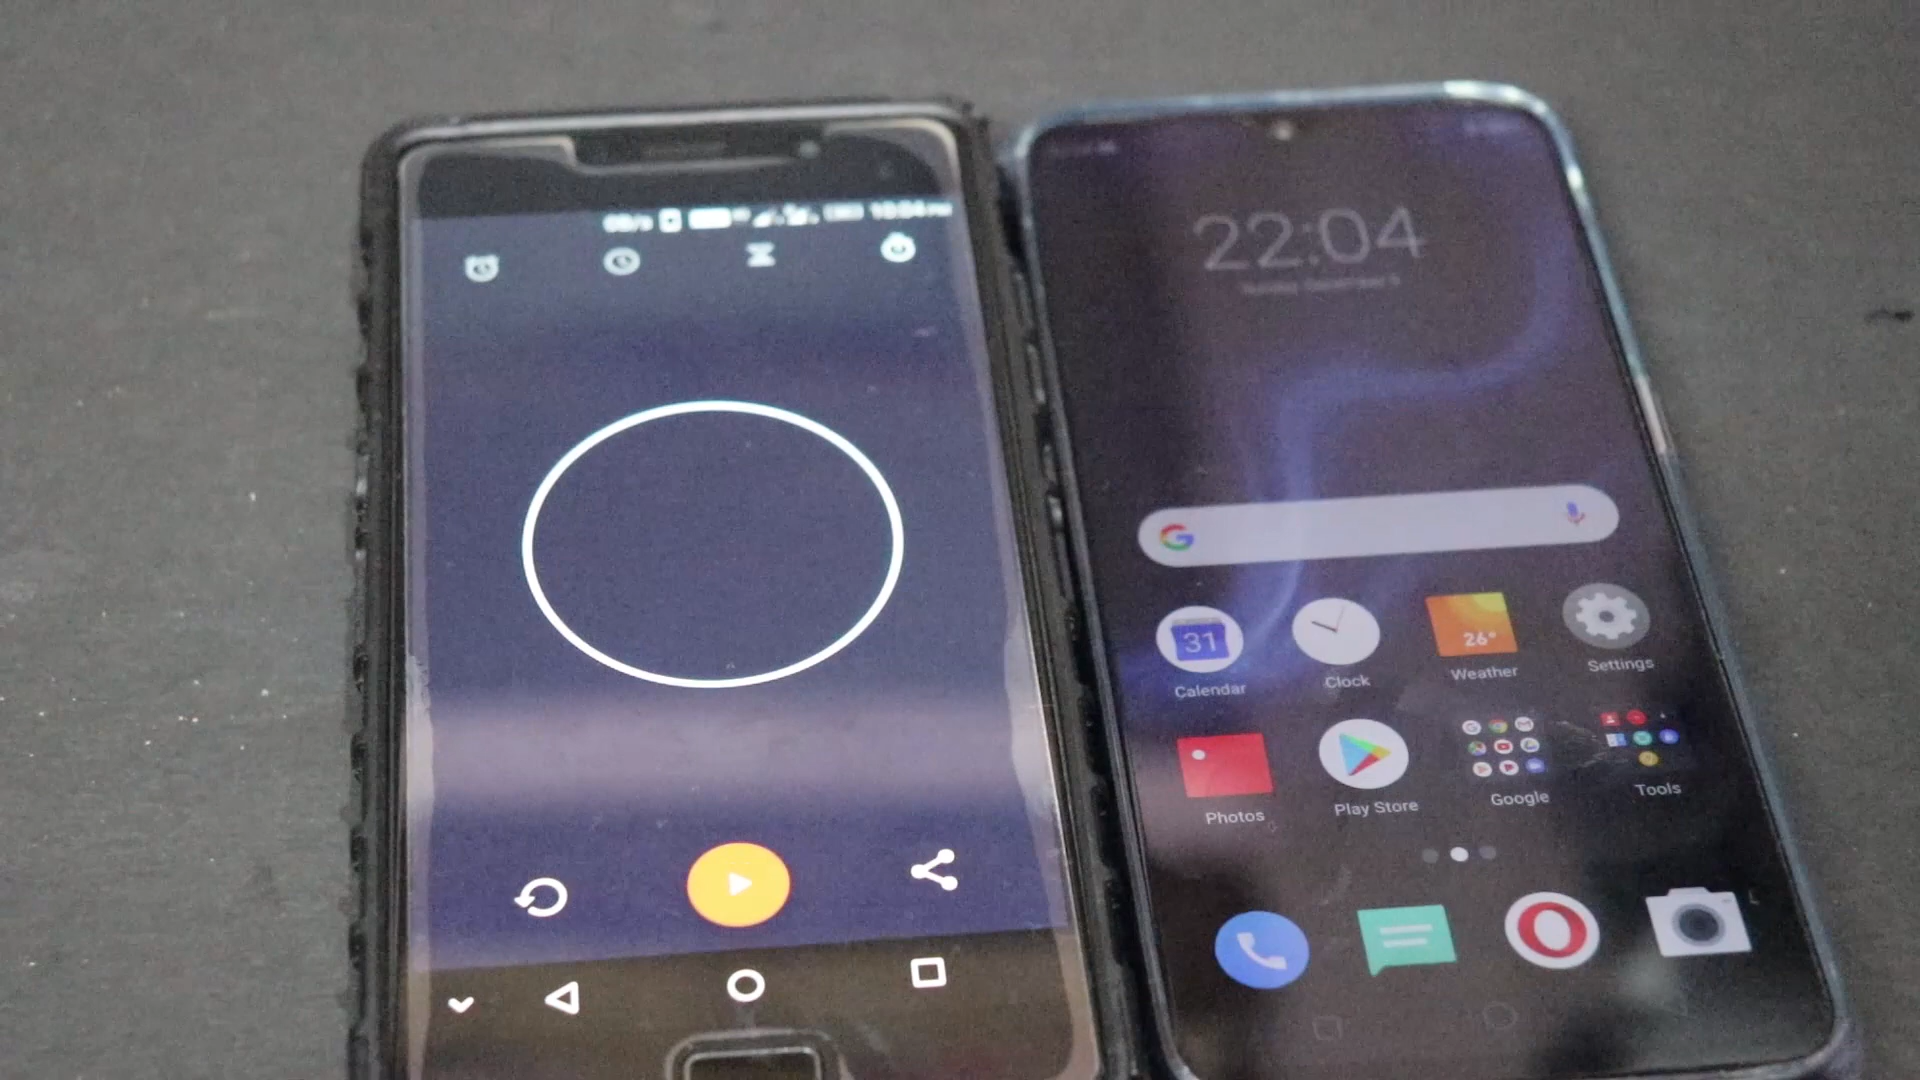 22:04
31
26°
Calendar
Clock
Weather
Settings
Photos
Play Store
Google
Tools